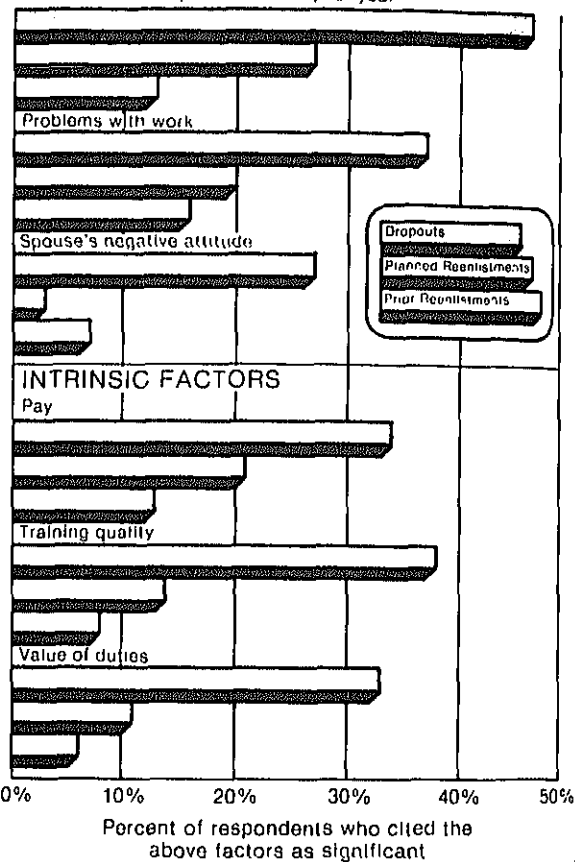 Problems with work
Spouse's negative attitude
Dropouts
Planned Reenlistments
Prior Reenlistments
INTRINSIC FACTORS
Pay
Training quality
Value of duties
0% 10% 20% 30% 40% 50%
Percent of respondents who cited the
above factors as significant